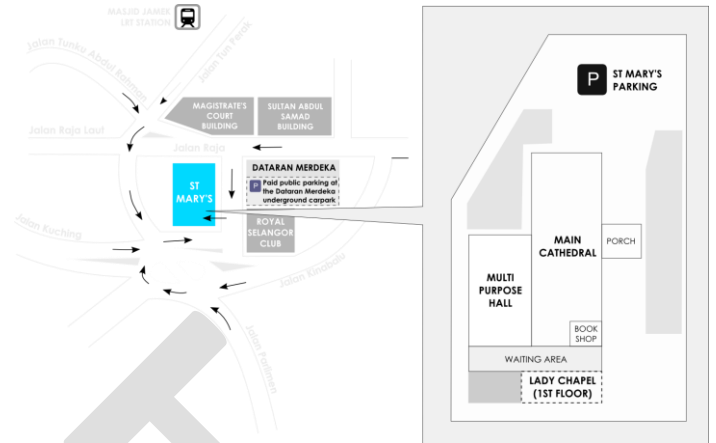 MASJID JAMEK
LRT STATION
Jalan Tunku Abdul Rahman
Jalan Tun Perak
MAGISTRATE'S
COURT
BUILDING
SULTAN ABDUL
SAMAD
BUILDING
Jalan Raja Laut
Jalan Raja
DATARAN MERDEKA
P
Paid public parking at
the Dataran Merdeka
underground carpark
ST
MARY'S
ROYAL
SELANGOR
CLUB
Jalan Kuching
Jalan Kinabalu
Jalan Parlimen
P
ST MARY'S
PARKING
MAIN
CATHEDRAL
PORCH
MULTI
PURPOSE
HALL
BOOK
SHOP
WAITING AREA
LADY CHAPEL
(1ST FLOOR)